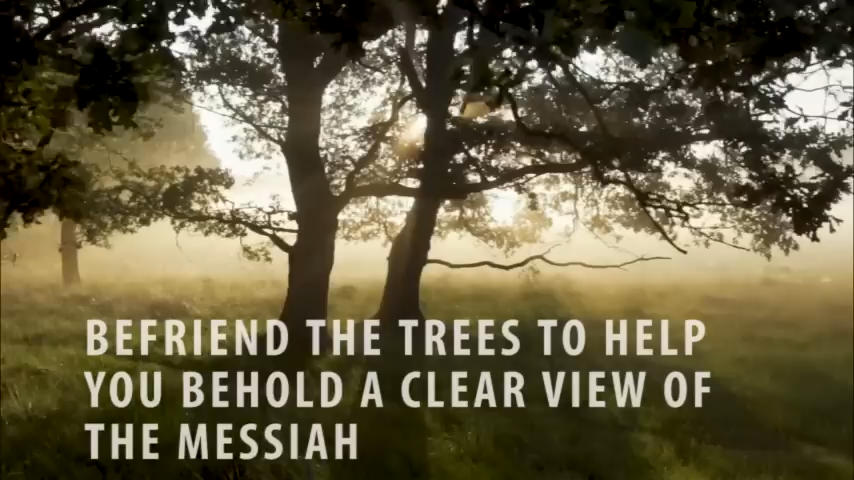 BEFRIEND THE TREES TO HELP
YOU BEHOLD A CLEAR VIEW OF
THE MESSIAH